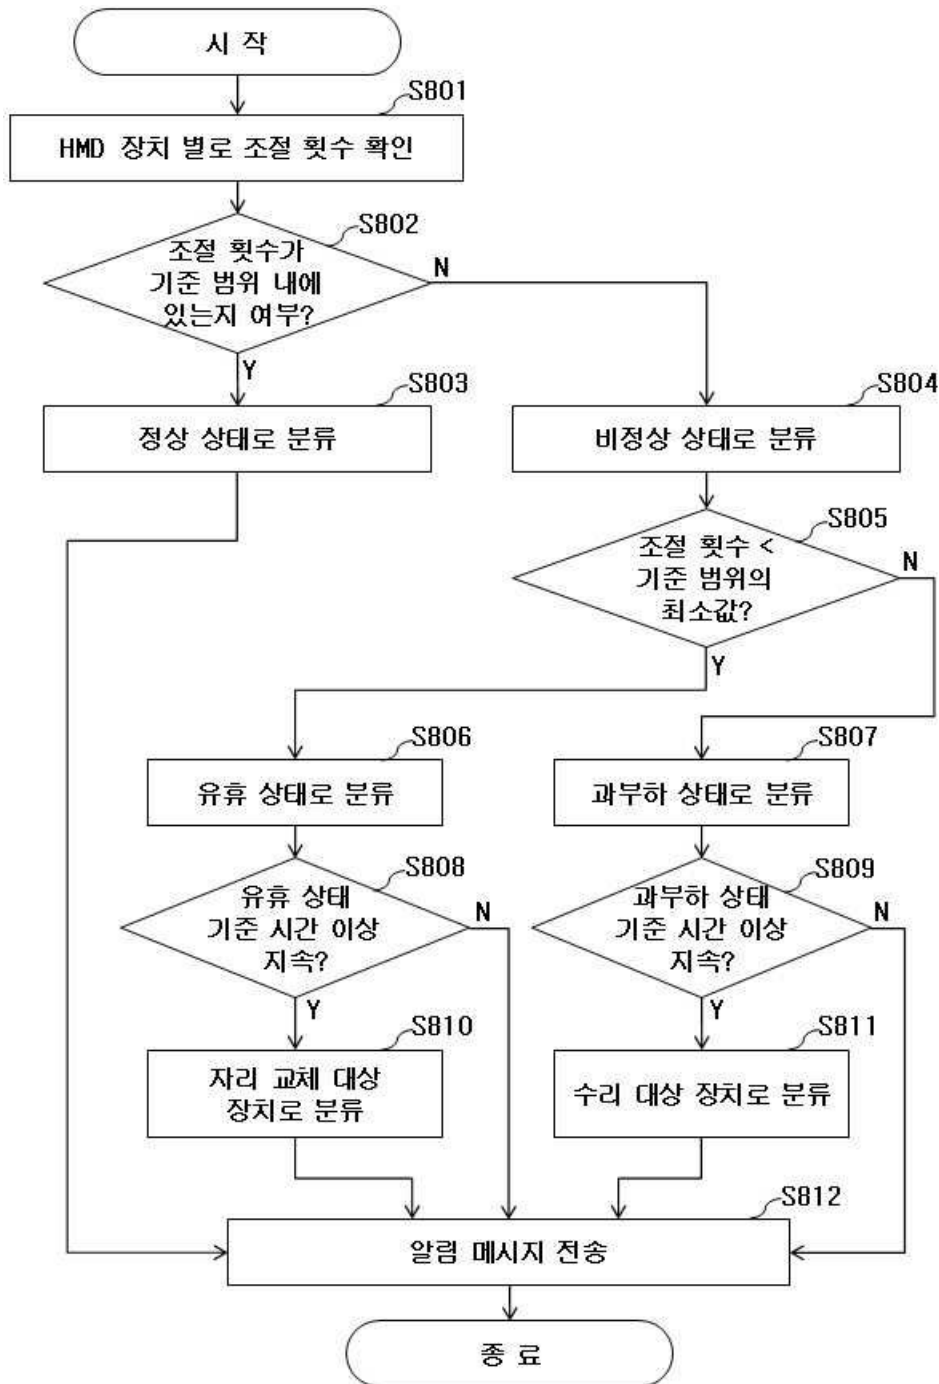 시 작
S801
HMD 장치 별로 조절 횟수 확인
S802
조절 횟수가
기준 범위 내에
있는지 여부?
N
Y
S803
정상 상태로 분류
S804
비정상 상태로 분류
S805
조절 횟수 <
기준 범위의
최소값?
N
Y
S806
유휴 상태로 분류
S807
과부하 상태로 분류
S808
유휴 상태
기준 시간 이상
지속?
N
Y
S809
과부하 상태
기준 시간 이상
지속?
N
Y
S810
자리 교체 대상
장치로 분류
S811
수리 대상 장치로 분류
S812
알림 메시지 전송
종 료